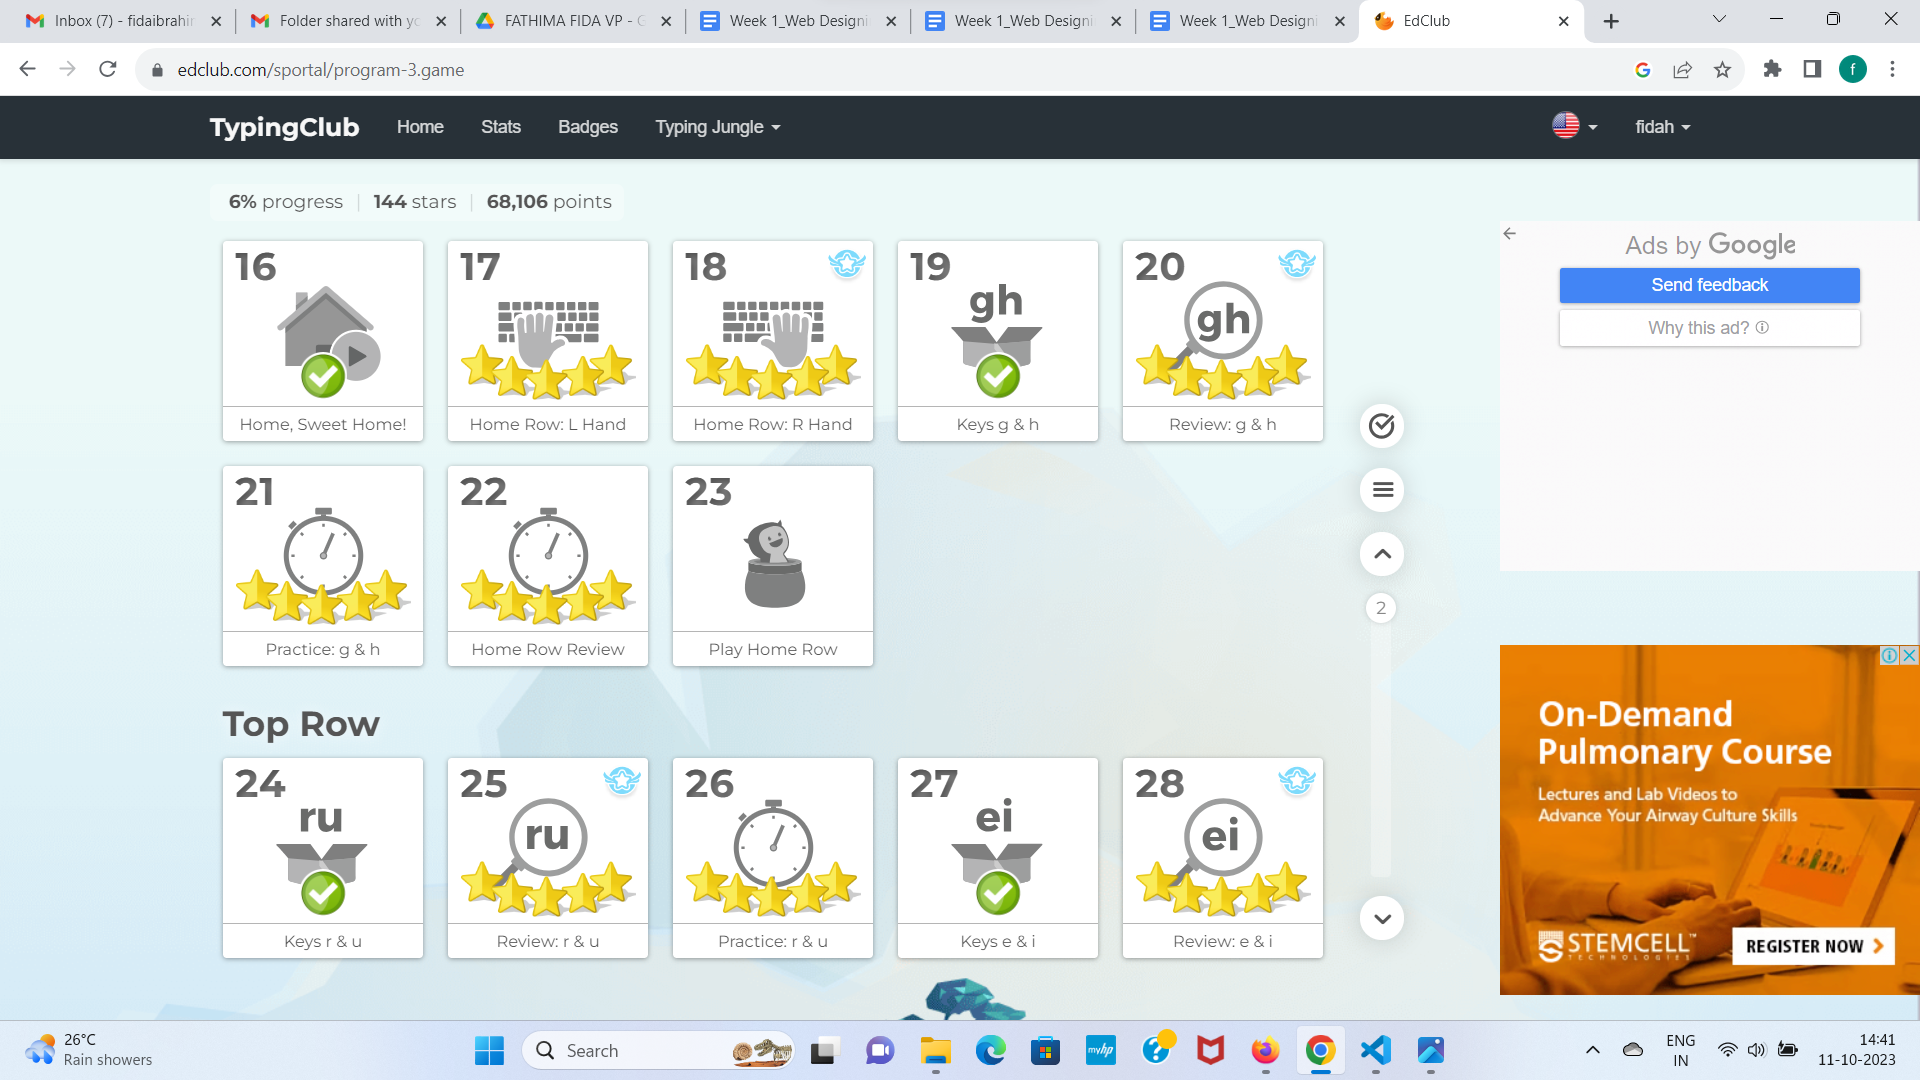 Inbox (7) - fidaibrahim
Folder shared with yo
FATHIMA FIDA VP - G
Week 1_Web Designi
Week 1_Web Designi
Week 1_Web Designi
EdClub
edclub.com/sportal/program-3.game
f
TypingClub
Home
Stats
Badges
Typing Jungle
fidah
6% progress
144 stars
68,106 points
16
17
18
19
20
gh
gh
Home, Sweet Home!
Home Row: L Hand
Home Row: R Hand
Keys g & h
Review: g & h
21
22
23
Practice: g & h
Home Row Review
Play Home Row
2
Top Row
24
25
26
27
28
ru
ru
ei
ei
Keys r & u
Review: r & u
Practice: r & u
Keys e & i
Review: e & i
Ads by Google
Send feedback
Why this ad?
On-Demand
Pulmonary Course
Lectures and Lab Videos to
Advance Your Airway Culture Skills
STEMCELL™
TECHNOLOGIES
REGISTER NOW
26°C
Rain showers
Search
myhp
?
ENG
IN
14:41
11-10-2023